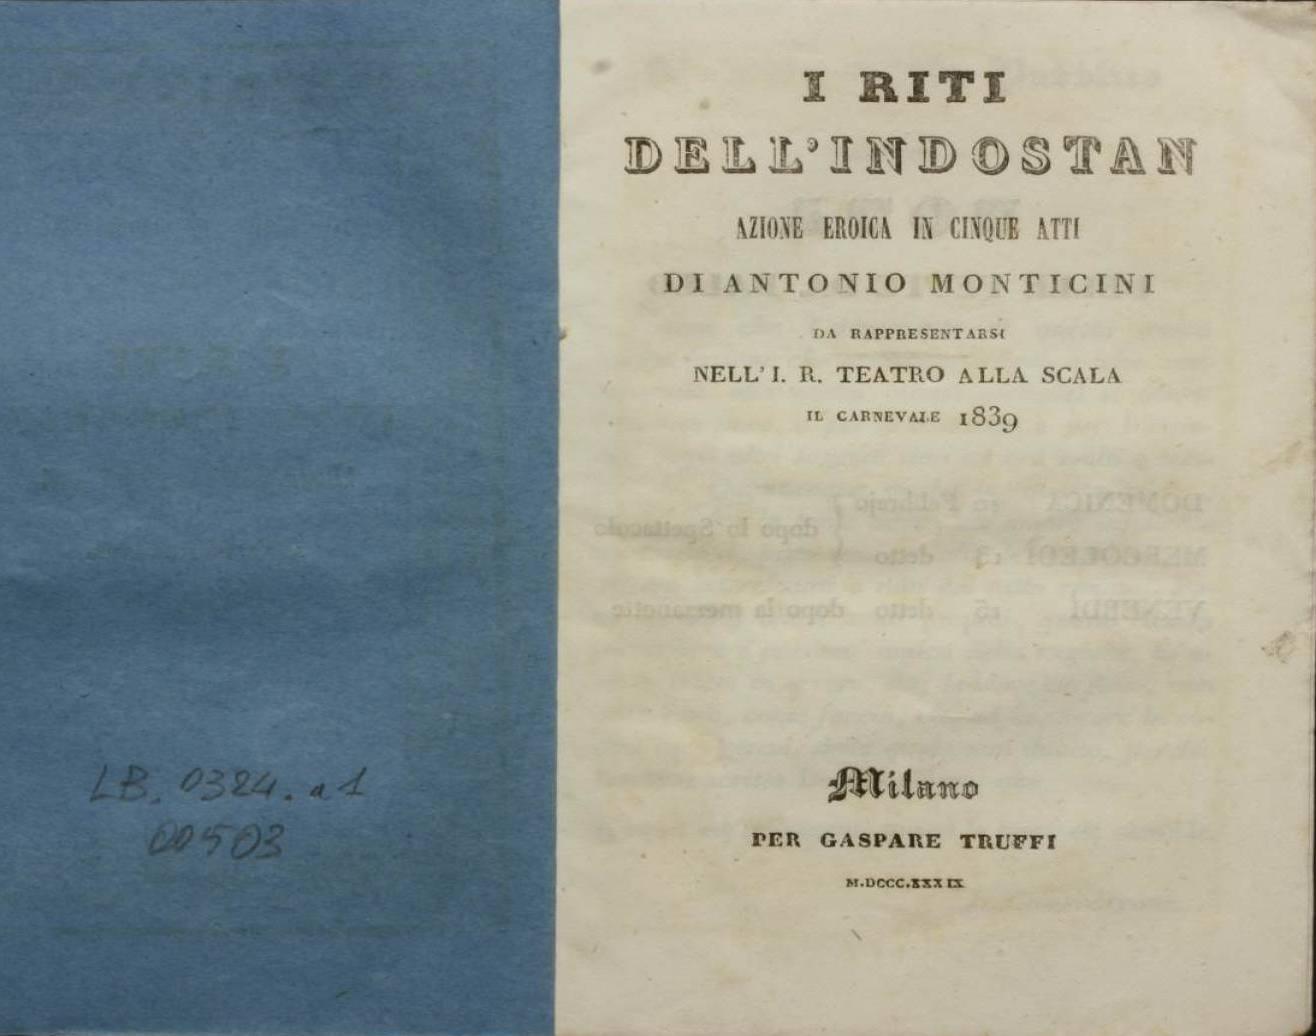 LB. 0324. a 1
00503
I RITI
DELL'INDOSTAN
AZIONE EROICA IN CINQUE ATTI
DI ANTONIO MONTICINI
DA RAPPRESENTARSI
NELL' I. R. TEATRO ALLA SCALA
IL CARNEVALE 1839
Milano
PER GASPARE TRUFFI
M.DCCC.XXXIX